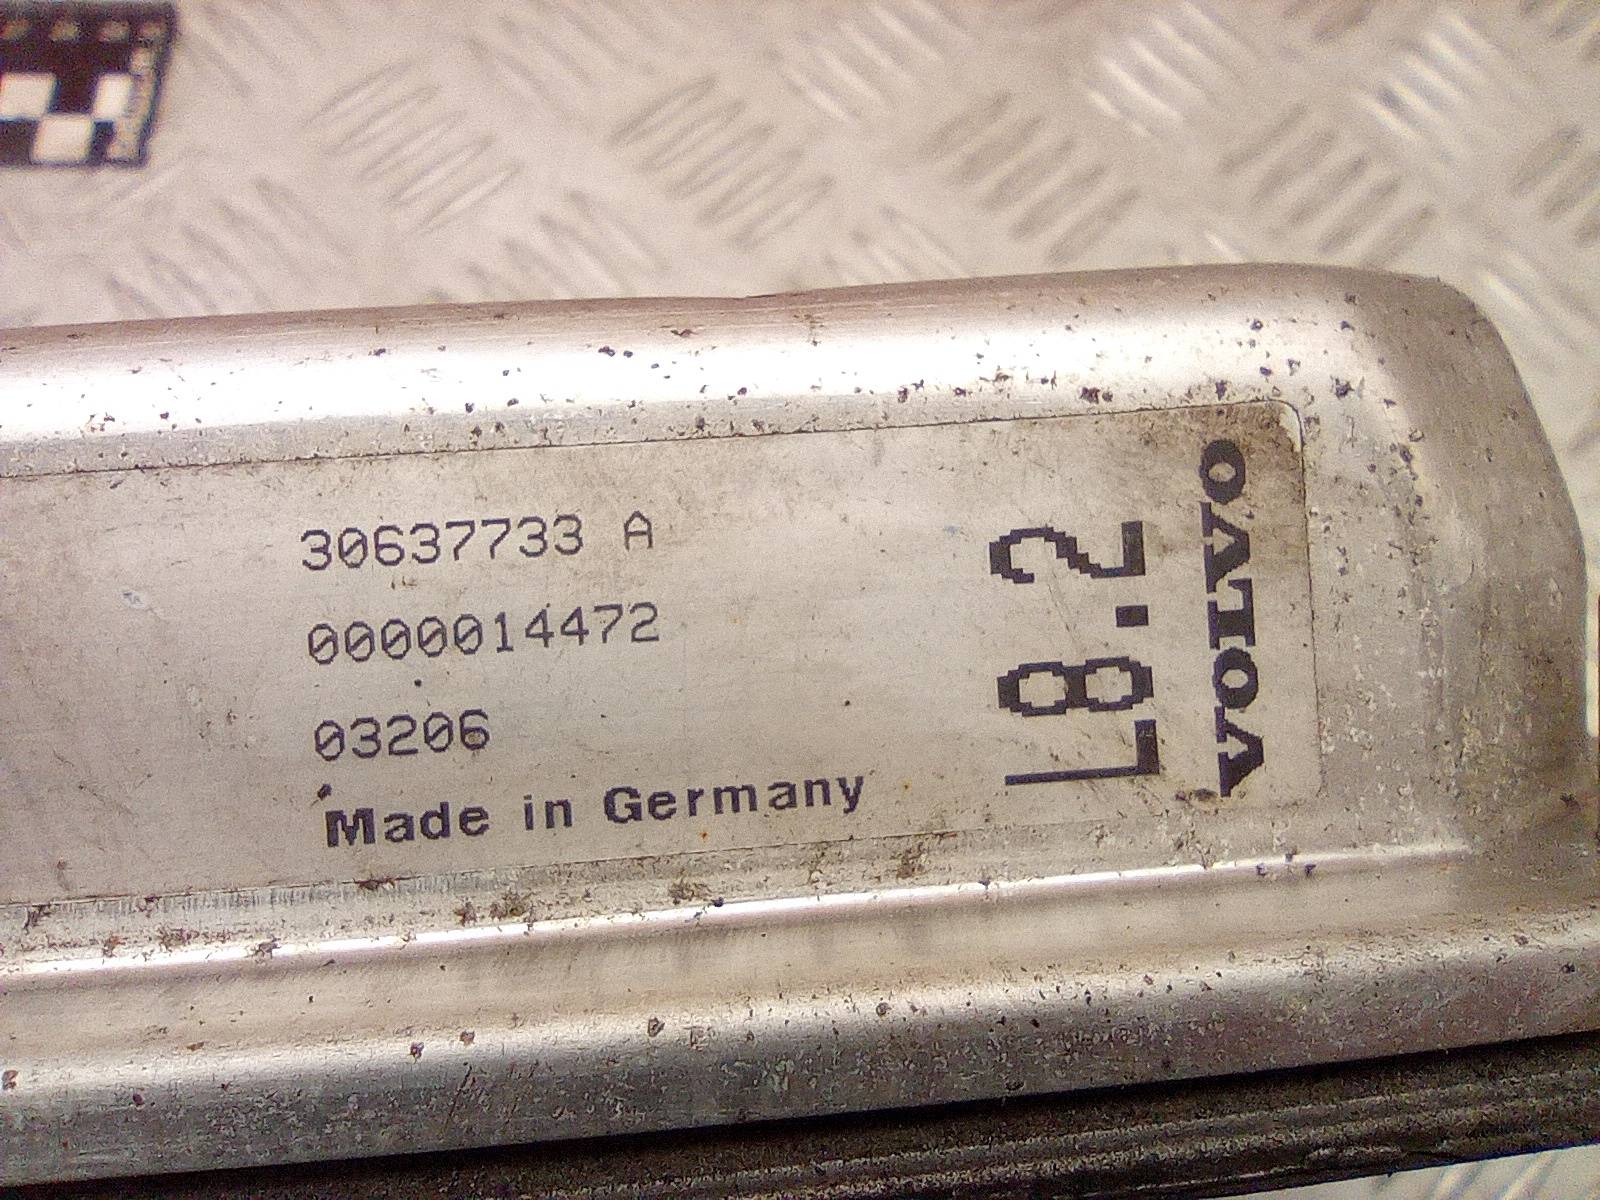 30637733 A
0000014472
03206
Made in Germany
L8.2
VOLVO